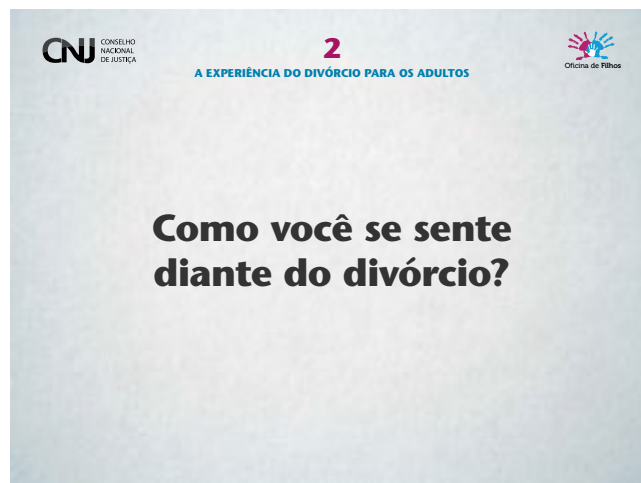 CNJ
CONSELHO
NACIONAL
DE JUSTIÇA
2
A EXPERIÊNCIA DO DIVÓRCIO PARA OS ADULTOS
Oficina de Filhos
Como você se sente
diante do divórcio?